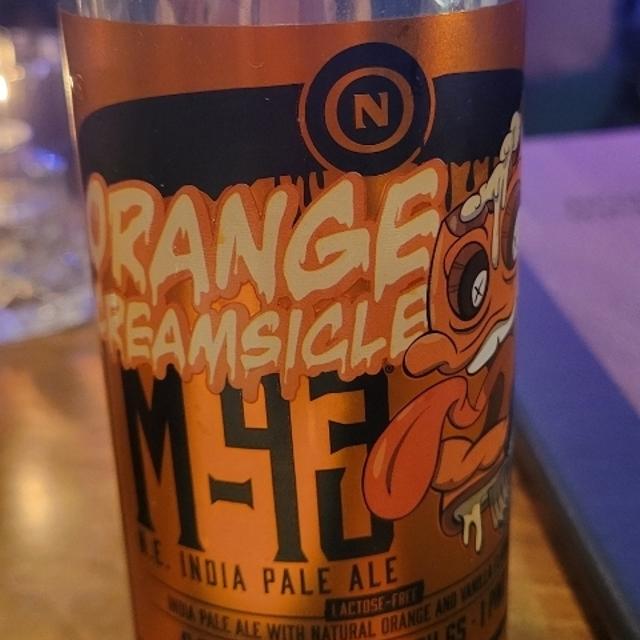 N
ORANGE
CREAMSICLE
M-43®
N.E. INDIA PALE ALE
LACTOSE-FREE
INDIA PALE ALE WITH NATURAL ORANGE AND VANILLA